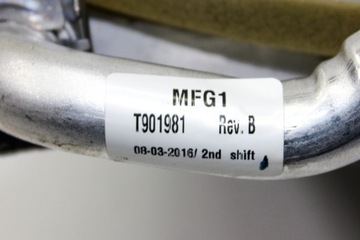 MFG1
T901981 Rev. B
08-03-2016/ 2nd shift